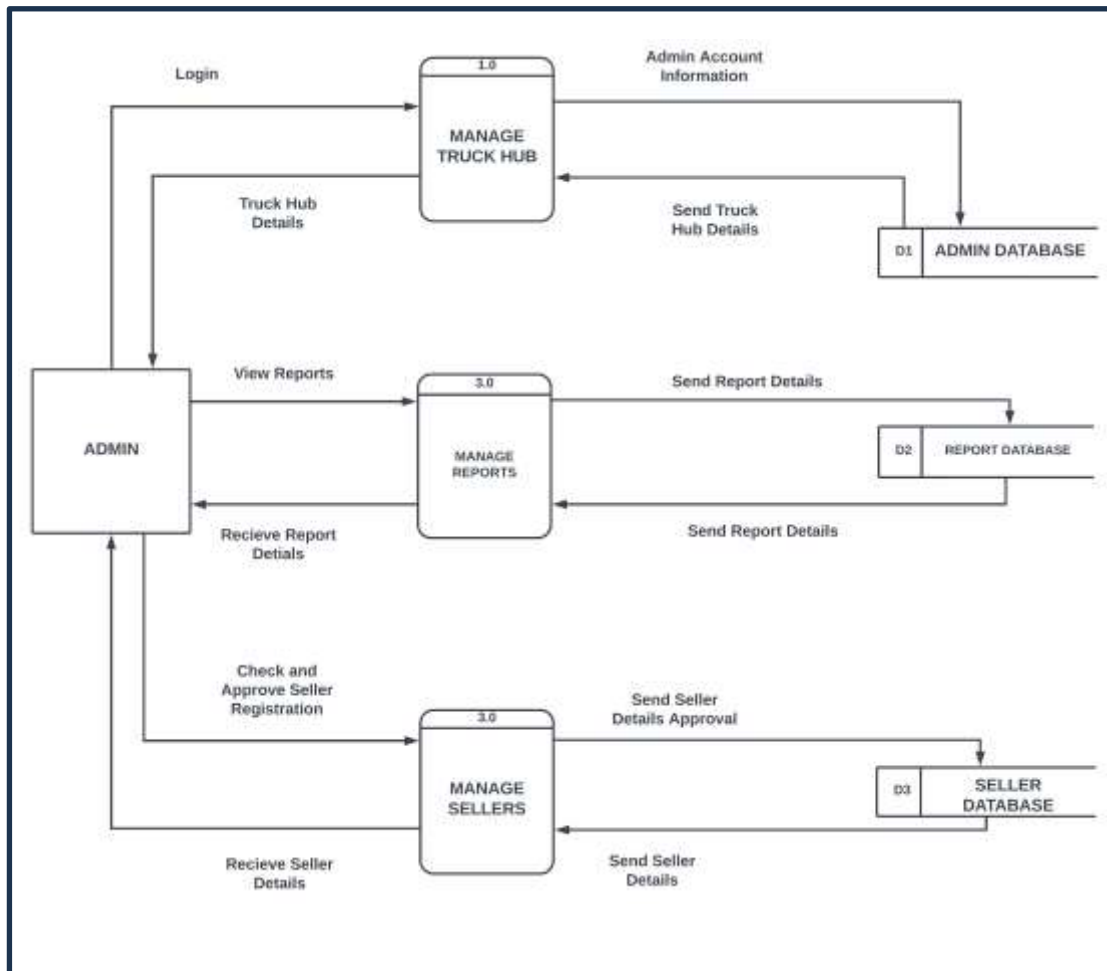 Login
1.0
MANAGE
TRUCK HUB
Admin Account
Information
Truck Hub
Details
Send Truck
Hub Details
D1
ADMIN DATABASE
ADMIN
View Reports
3.0
MANAGE
REPORTS
Send Report Details
D2
REPORT DATABASE
Recieve Report
Detials
Send Report Details
Check and
Approve Seller
Registration
3.0
MANAGE
SELLERS
Send Seller
Details Approval
D3
SELLER
DATABASE
Recieve Seller
Details
Send Seller
Details